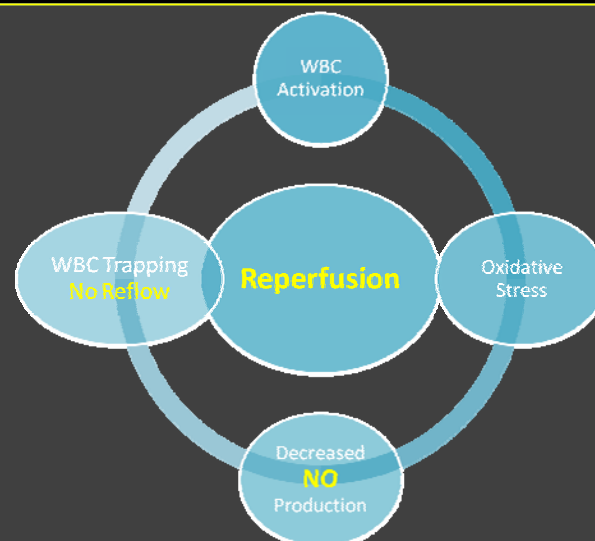 WBC
Activation
WBC Trapping
No Reflow
Reperfusion
Oxidative
Stress
Decreased
NO
Production